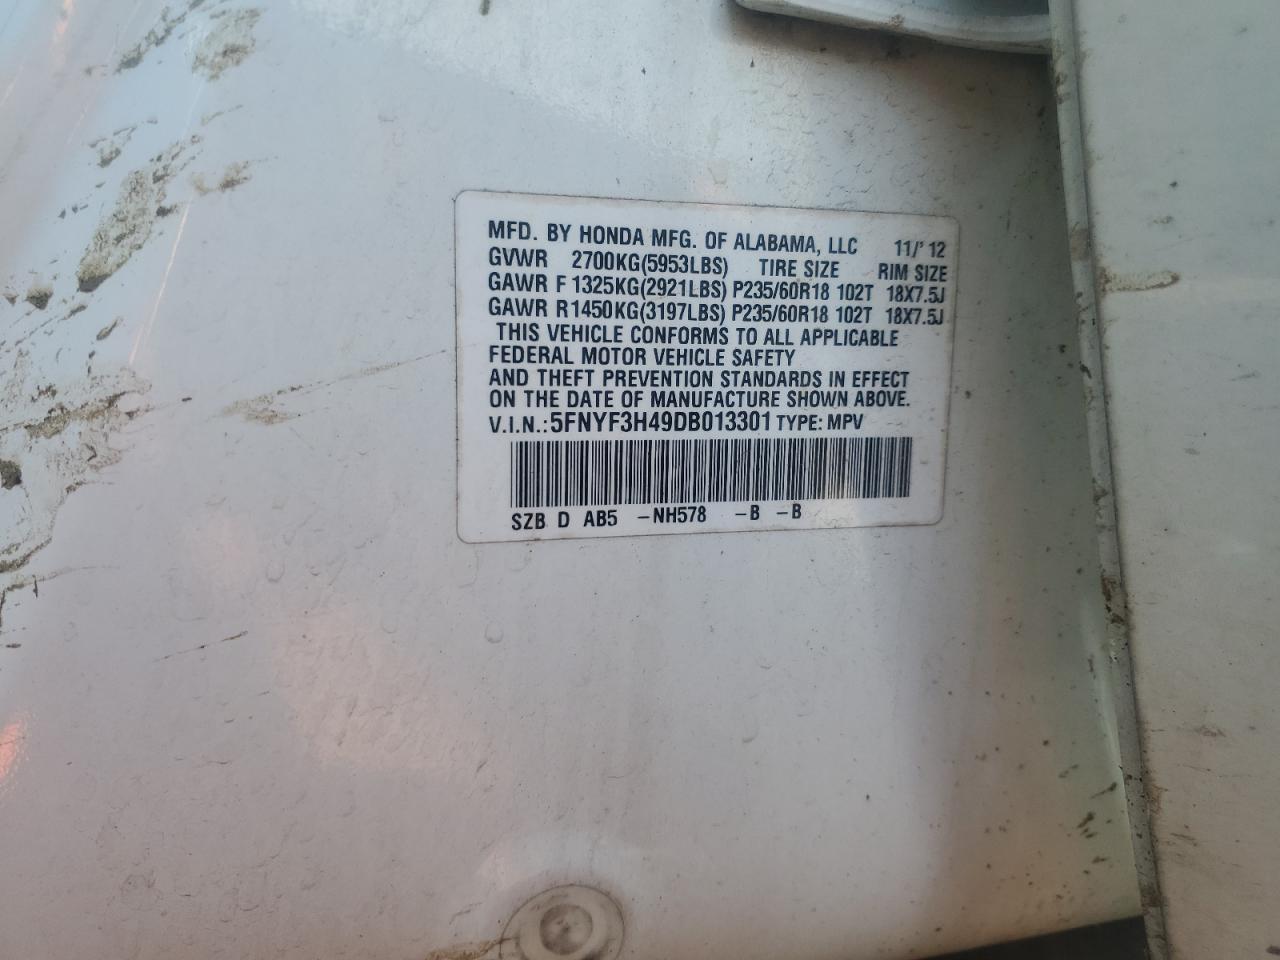 MFD. BY HONDA MFG. OF ALABAMA, LLC 11/'12
GVWR 2700KG(5953LBS) TIRE SIZE RIM SIZE
GAWR F 1325KG(2921LBS) P235/60R18 102T 18X7.5J
GAWR R1450KG(3197LBS) P235/60R18 102T 18X7.5J
THIS VEHICLE CONFORMS TO ALL APPLICABLE
FEDERAL MOTOR VEHICLE SAFETY
AND THEFT PREVENTION STANDARDS IN EFFECT
ON THE DATE OF MANUFACTURE SHOWN ABOVE.
V.I.N.:5FNYF3H49DB013301 TYPE: MPV
SZB D AB5 -NH578 -B -B